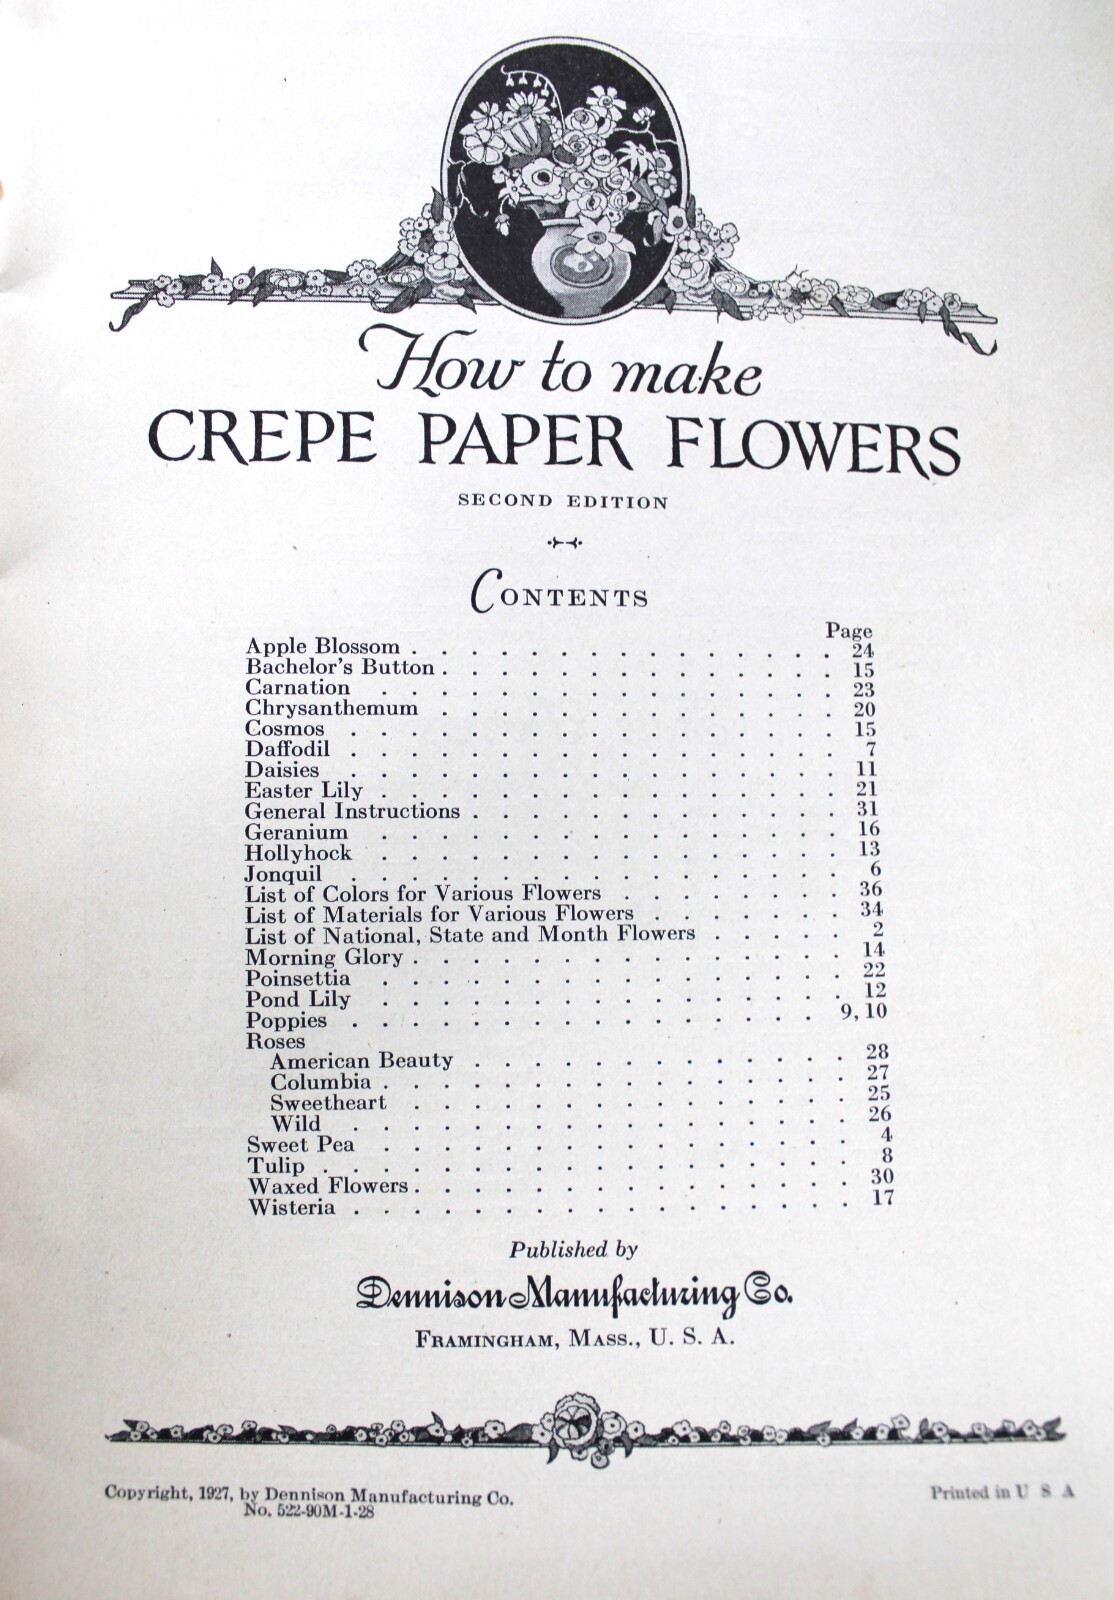 How to make
CREPE PAPER FLOWERS
SECOND EDITION
CONTENTS
Page
Apple Blossom . . . . . . . . . . . . . . . 24
Bachelor's Button . . . . . . . . . . . . . . 15
Carnation . . . . . . . . . . . . . . . . 23
Chrysanthemum . . . . . . . . . . . . . . 20
Cosmos . . . . . . . . . . . . . . . . . 15
Daffodil . . . . . . . . . . . . . . . . . 7
Daisies . . . . . . . . . . . . . . . . . 11
Easter Lily . . . . . . . . . . . . . . . . 21
General Instructions . . . . . . . . . . . . . 31
Geranium . . . . . . . . . . . . . . . . 16
Hollyhock . . . . . . . . . . . . . . . . 13
Jonquil . . . . . . . . . . . . . . . . . 6
List of Colors for Various Flowers . . . . . . . . 36
List of Materials for Various Flowers . . . . . . . 34
List of National, State and Month Flowers . . . . . 2
Morning Glory . . . . . . . . . . . . . . . 14
Poinsettia . . . . . . . . . . . . . . . . 22
Pond Lily . . . . . . . . . . . . . . . . 12
Poppies . . . . . . . . . . . . . . . . 9, 10
Roses
American Beauty . . . . . . . . . . . . . 28
Columbia . . . . . . . . . . . . . . . . 27
Sweetheart . . . . . . . . . . . . . . . 25
Wild . . . . . . . . . . . . . . . . . 26
Sweet Pea . . . . . . . . . . . . . . . . 4
Tulip . . . . . . . . . . . . . . . . . . 8
Waxed Flowers . . . . . . . . . . . . . . . 30
Wisteria . . . . . . . . . . . . . . . . . 17
Published by
Dennison Manufacturing Co.
FRAMINGHAM, MASS., U. S. A.
Copyright, 1927, by Dennison Manufacturing Co.
No. 522-90M-1-28
Printed in U S A